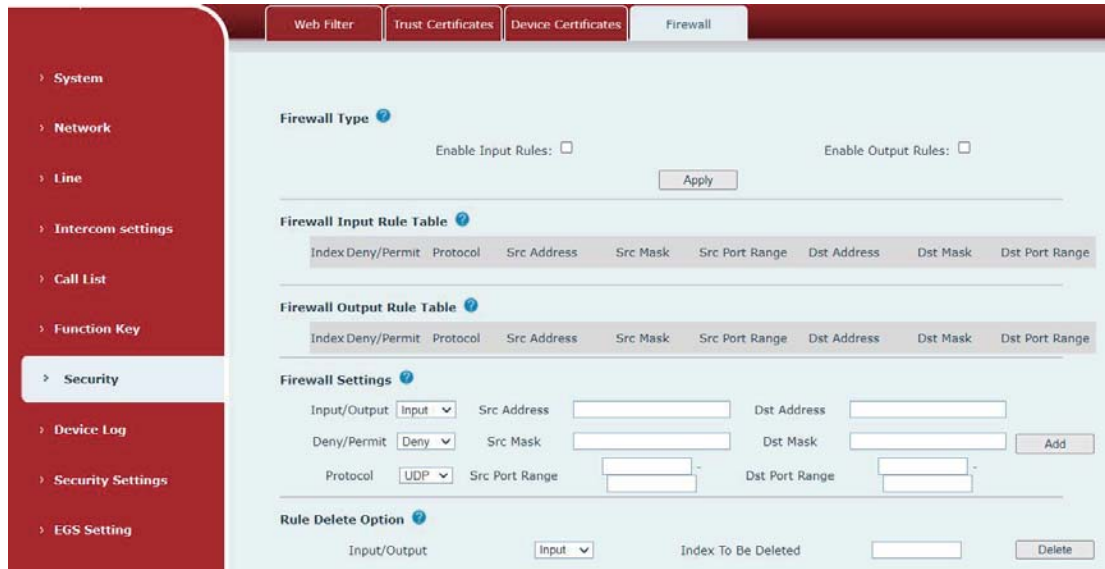 Web Filter Trust Certificates Device Certificates Firewall
System
Network
Line
Intercom settings
Call List
Function Key
Security
Device Log
Security Settings
EGS Setting
Firewall Type
Enable Input Rules: Enable Output Rules:
Apply
Firewall Input Rule Table
Index Deny/Permit Protocol Src Address Src Mask Src Port Range Dst Address Dst Mask Dst Port Range
Firewall Output Rule Table
Index Deny/Permit Protocol Src Address Src Mask Src Port Range Dst Address Dst Mask Dst Port Range
Firewall Settings
Input/Output Input Src Address Dst Address
Deny/Permit Deny Src Mask Dst Mask Add
Protocol UDP Src Port Range - Dst Port Range -
Rule Delete Option
Input/Output Input Index To Be Deleted Delete